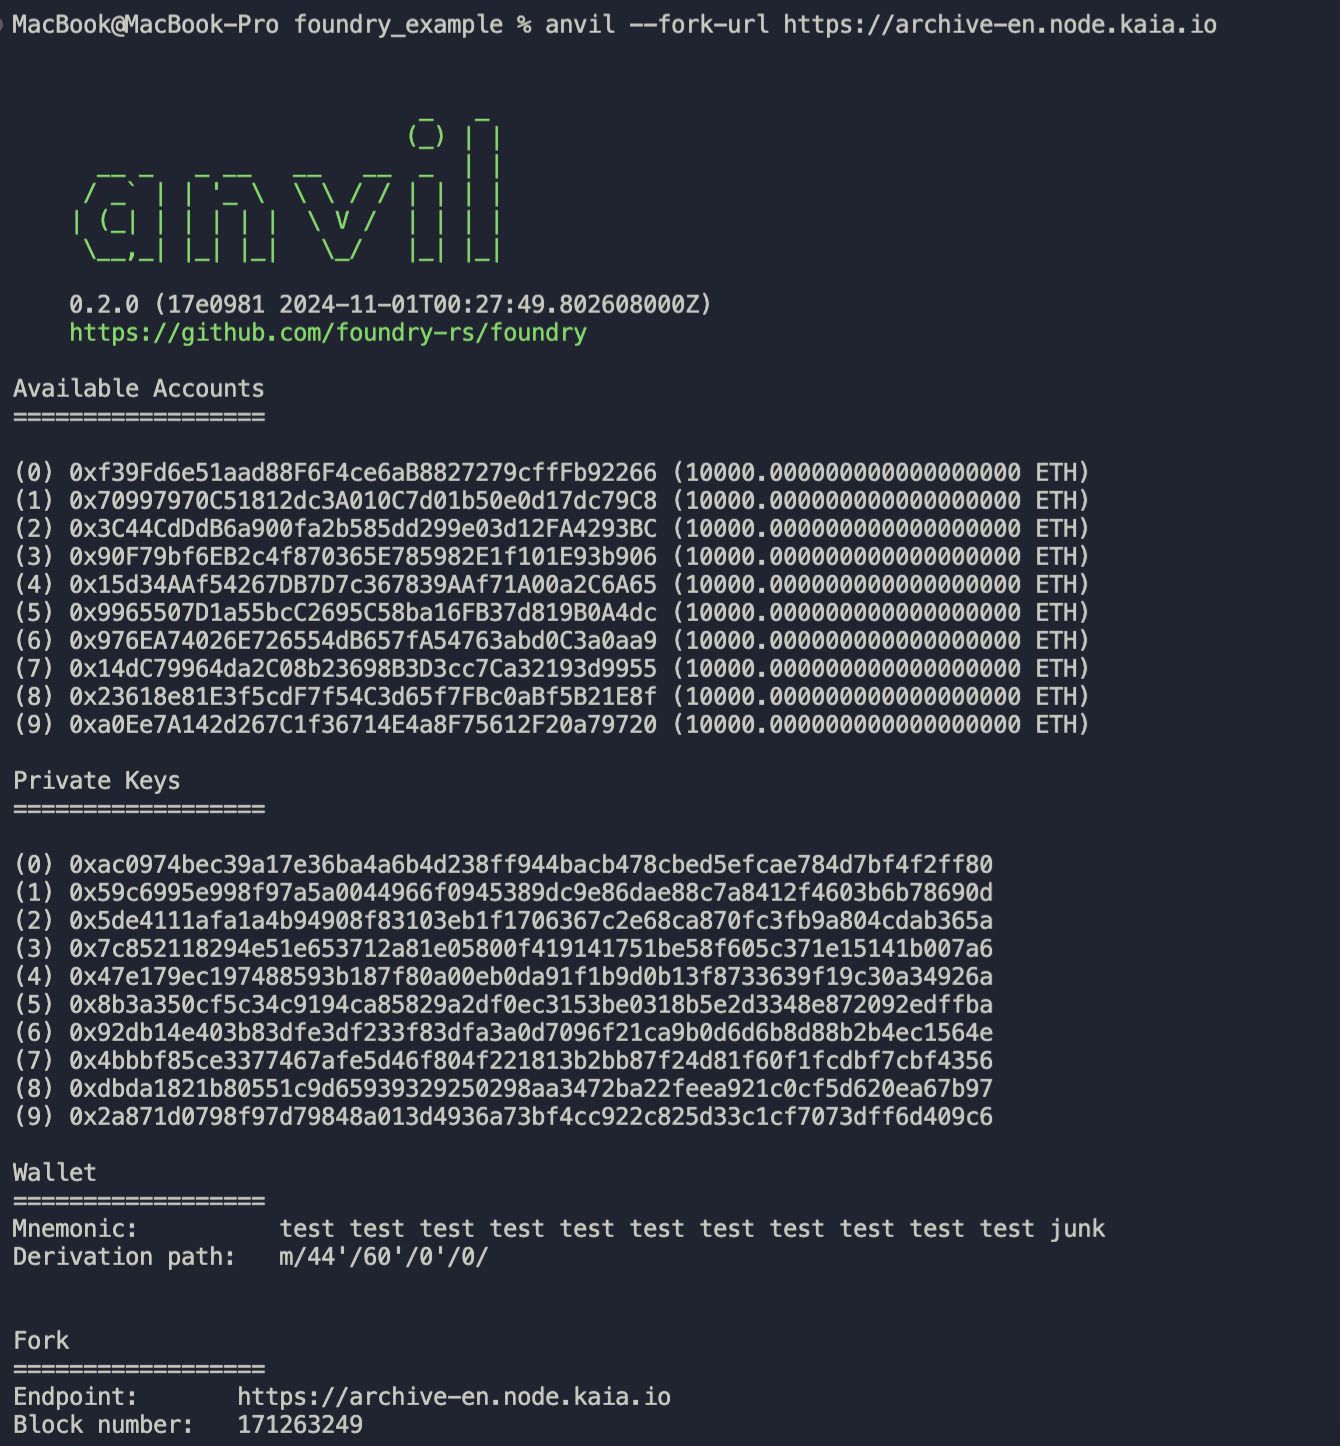 MacBook@MacBook-Pro foundry_example % anvil --fork-url https://archive-en.node.kaia.io
anvil
0.2.0 (17e0981 2024-11-01T00:27:49.802608000Z)
https://github.com/foundry-rs/foundry
Available Accounts
==================
(0) 0xf39Fd6e51aad88F6F4ce6aB8827279cffFb92266 (10000.000000000000000000 ETH)
(1) 0x70997970C51812dc3A010C7d01b50e0d17dc79C8 (10000.000000000000000000 ETH)
(2) 0x3C44CdDdB6a900fa2b585dd299e03d12FA4293BC (10000.000000000000000000 ETH)
(3) 0x90F79bf6EB2c4f870365E785982E1f101E93b906 (10000.000000000000000000 ETH)
(4) 0x15d34AAf54267DB7D7c367839AAf71A00a2C6A65 (10000.000000000000000000 ETH)
(5) 0x9965507D1a55bcC2695C58ba16FB37d819B0A4dc (10000.000000000000000000 ETH)
(6) 0x976EA74026E726554dB657fA54763abd0C3a0aa9 (10000.000000000000000000 ETH)
(7) 0x14dC79964da2C08b23698B3D3cc7Ca32193d9955 (10000.000000000000000000 ETH)
(8) 0x23618e81E3f5cdF7f54C3d65f7FBc0aBf5B21E8f (10000.000000000000000000 ETH)
(9) 0xa0Ee7A142d267C1f36714E4a8F75612F20a79720 (10000.000000000000000000 ETH)
Private Keys
==================
(0) 0xac0974bec39a17e36ba4a6b4d238ff944bacb478cbed5efcae784d7bf4f2ff80
(1) 0x59c6995e998f97a5a0044966f0945389dc9e86dae88c7a8412f4603b6b78690d
(2) 0x5de4111afa1a4b94908f83103eb1f1706367c2e68ca870fc3fb9a804cdab365a
(3) 0x7c852118294e51e653712a81e05800f419141751be58f605c371e15141b007a6
(4) 0x47e179ec197488593b187f80a00eb0da91f1b9d0b13f8733639f19c30a34926a
(5) 0x8b3a350cf5c34c9194ca85829a2df0ec3153be0318b5e2d3348e872092edffba
(6) 0x92db14e403b83dfe3df233f83dfa3a0d7096f21ca9b0d6d6b8d88b2b4ec1564e
(7) 0x4bbbf85ce3377467afe5d46f804f221813b2bb87f24d81f60f1fcdbf7cbf4356
(8) 0xdbda1821b80551c9d65939329250298aa3472ba22feea921c0cf5d620ea67b97
(9) 0x2a871d0798f97d79848a013d4936a73bf4cc922c825d33c1cf7073dff6d409c6
Wallet
==================
Mnemonic: test test test test test test test test test test test junk
Derivation path: m/44'/60'/0'/0/
Fork
==================
Endpoint: https://archive-en.node.kaia.io
Block number: 171263249